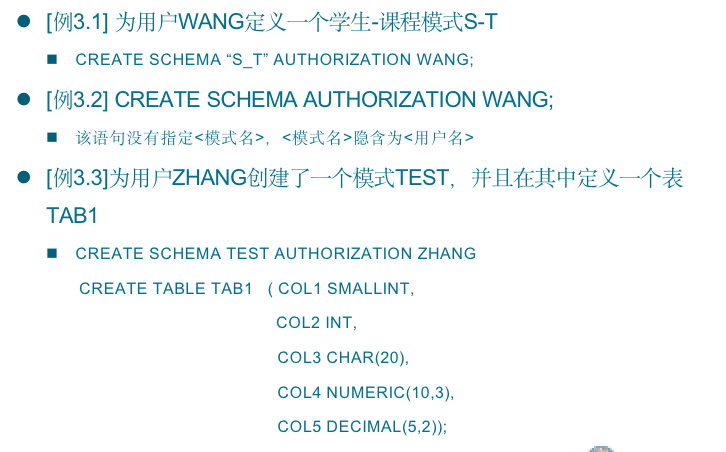 [例3.1] 为用户WANG定义一个学生-课程模式S-T
CREATE SCHEMA “S_T” AUTHORIZATION WANG;
[例3.2] CREATE SCHEMA AUTHORIZATION WANG;
该语句没有指定<模式名>，<模式名>隐含为<用户名>
[例3.3]为用户ZHANG创建了一个模式TEST，并且在其中定义一个表
TAB1
CREATE SCHEMA TEST AUTHORIZATION ZHANG
CREATE TABLE TAB1 ( COL1 SMALLINT,
COL2 INT,
COL3 CHAR(20),
COL4 NUMERIC(10,3),
COL5 DECIMAL(5,2));